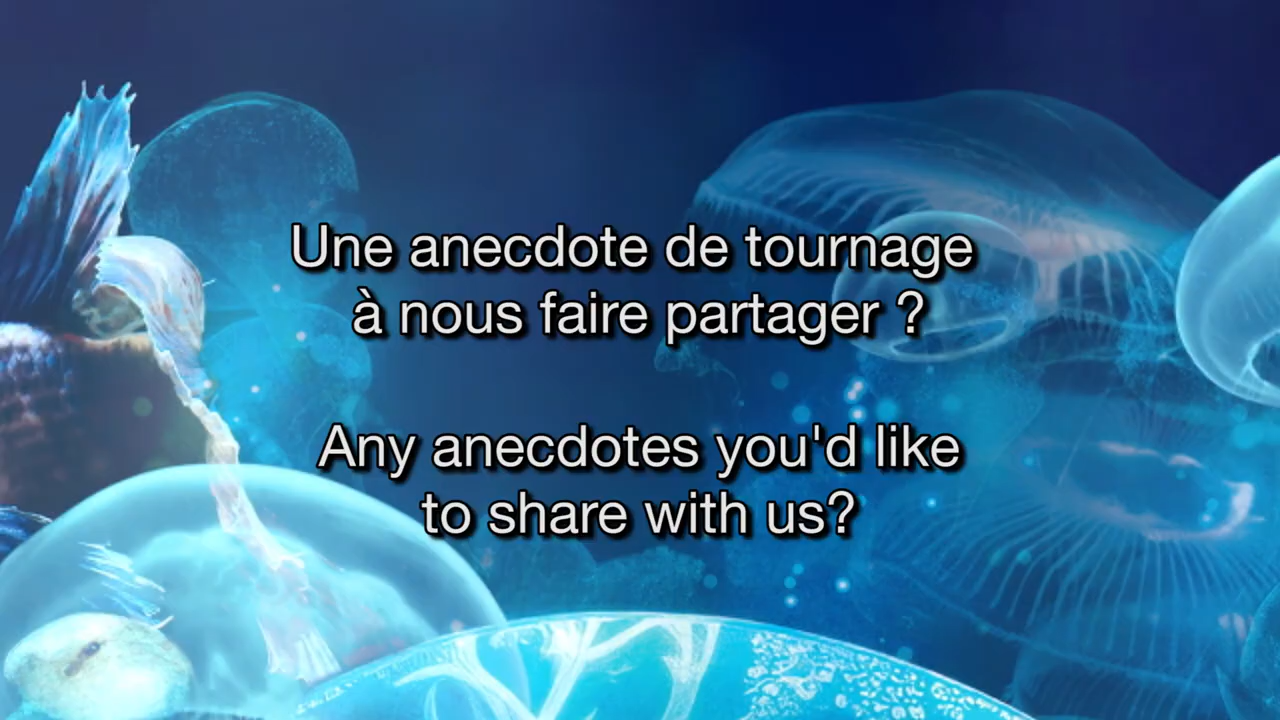 Une anecdote de tournage
à nous faire partager ?
Any anecdotes you'd like
to share with us?